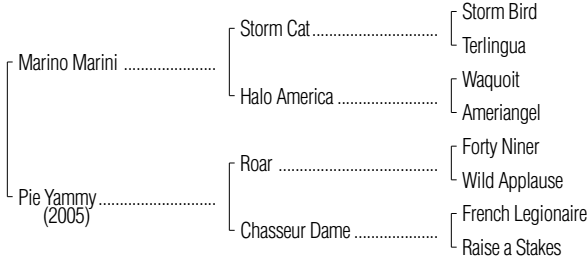 Storm Bird
Storm Cat
Terlingua
Marino Marini
Waquoit
Halo America
Ameriangel
Forty Niner
Roar
Wild Applause
Pie Yammy
(2005)
French Legionaire
Chasseur Dame
Raise a Stakes